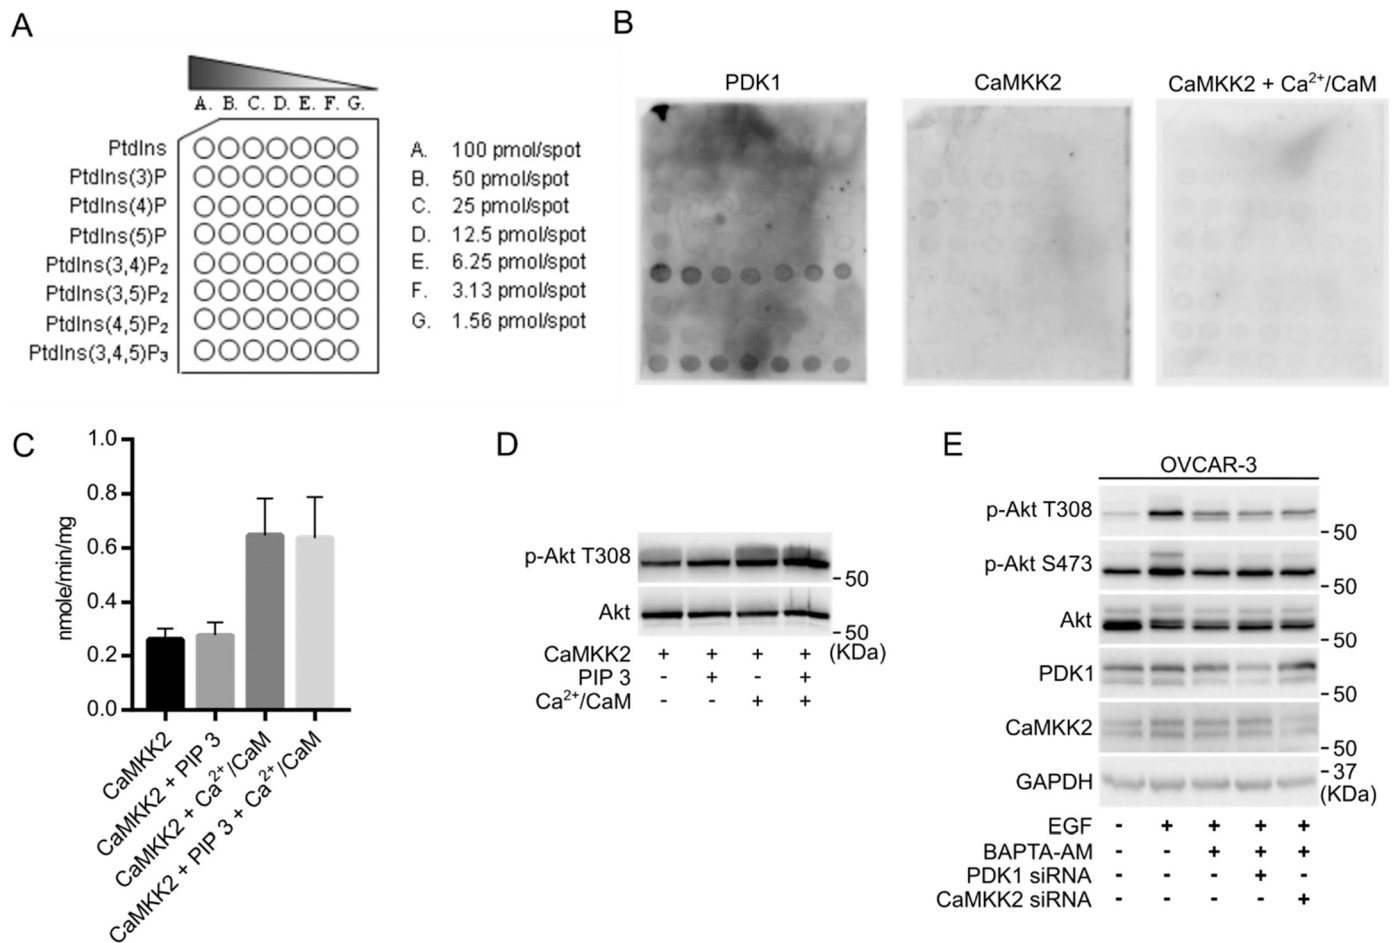 A
A. B. C. D. E. F. G.
PtdIns
PtdIns(3)P
PtdIns(4)P
PtdIns(5)P
PtdIns(3,4)P₂
PtdIns(3,5)P₂
PtdIns(4,5)P₂
PtdIns(3,4,5)P₃
A. 100 pmol/spot
B. 50 pmol/spot
C. 25 pmol/spot
D. 12.5 pmol/spot
E. 6.25 pmol/spot
F. 3.13 pmol/spot
G. 1.56 pmol/spot
B
PDK1
CaMKK2
CaMKK2 + Ca²⁺/CaM
C
nmole/min/mg
1.0
0.8
0.6
0.4
0.2
0.0
CaMKK2
CaMKK2 + PIP 3
CaMKK2 + Ca²⁺/CaM
CaMKK2 + PIP 3 + Ca²⁺/CaM
D
p-Akt T308
- 50
Akt
- 50
(KDa)
CaMKK2 + + + +
PIP 3 - + - +
Ca²⁺/CaM - - + +
E
OVCAR-3
p-Akt T308
- 50
p-Akt S473
- 50
Akt
- 50
PDK1
- 50
CaMKK2
- 50
GAPDH
- 37
(KDa)
EGF - + + + +
BAPTA-AM - - + + +
PDK1 siRNA - - - + -
CaMKK2 siRNA - - - - +